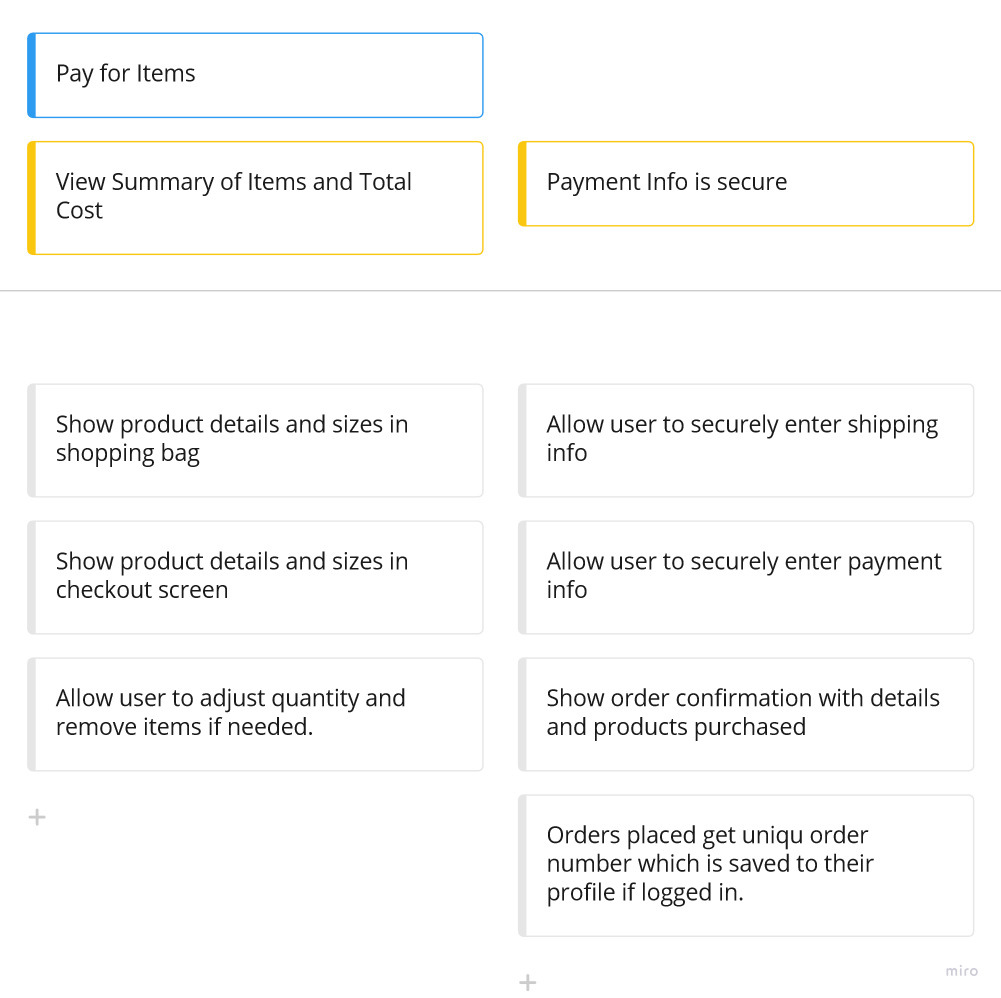 Pay for Items
View Summary of Items and Total
Cost
Payment Info is secure
Show product details and sizes in
shopping bag
Show product details and sizes in
checkout screen
Allow user to adjust quantity and
remove items if needed.
Allow user to securely enter shipping
info
Allow user to securely enter payment
info
Show order confirmation with details
and products purchased
Orders placed get uniqu order
number which is saved to their
profile if logged in.
miro